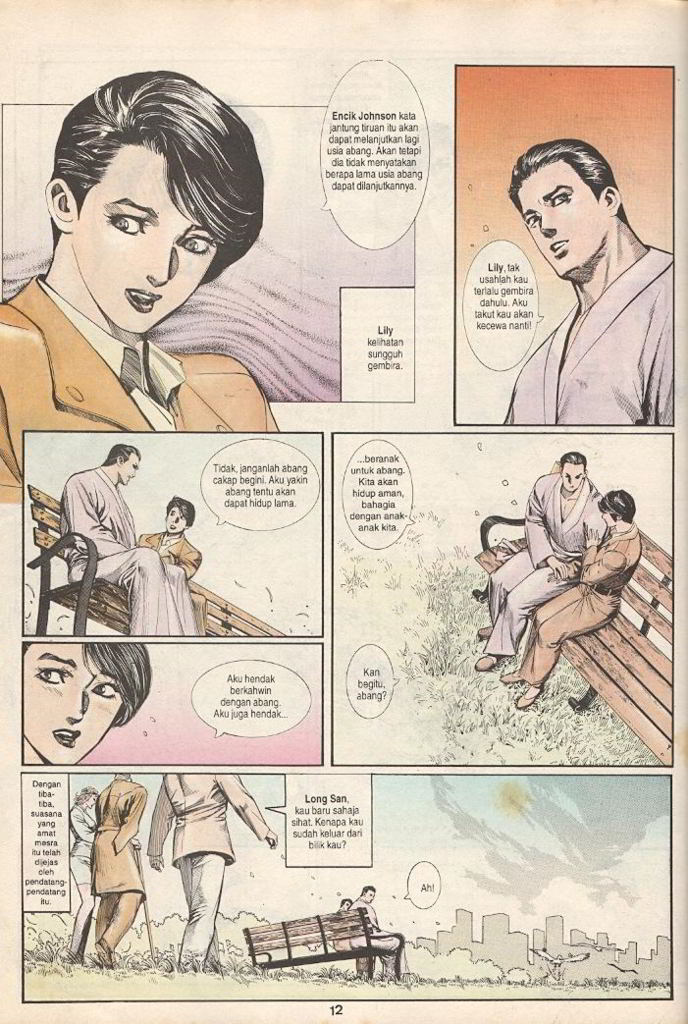 Encik Johnson kata
jantung tiruan itu akan
dapat melanjutkan lagi
usia abang. Akan tetapi
dia tidak menyatakan
berapa lama usia abang
dapat dilanjutkannya.
Lily
kelihatan
sungguh
gembira.
Lily, tak
usahlah kau
terlalu gembira
dahulu. Aku
takut kau akan
kecewa nanti!
Tidak, janganlah abang
cakap begini. Aku yakin
abang tentu akan
dapat hidup lama.
Aku hendak
berkahwin
dengan abang.
Aku juga hendak...
...beranak
untuk abang.
Kita akan
hidup aman,
bahagia
dengan anak-
anak kita.
Kan
begitu,
abang?
Dengan
tiba-
tiba,
suasana
yang
amat
mesra
itu telah
dijejas
oleh
pendatang-
pendatang
itu.
Long San,
kau baru sahaja
sihat. Kenapa kau
sudah keluar dari
bilik kau?
Ah!
12